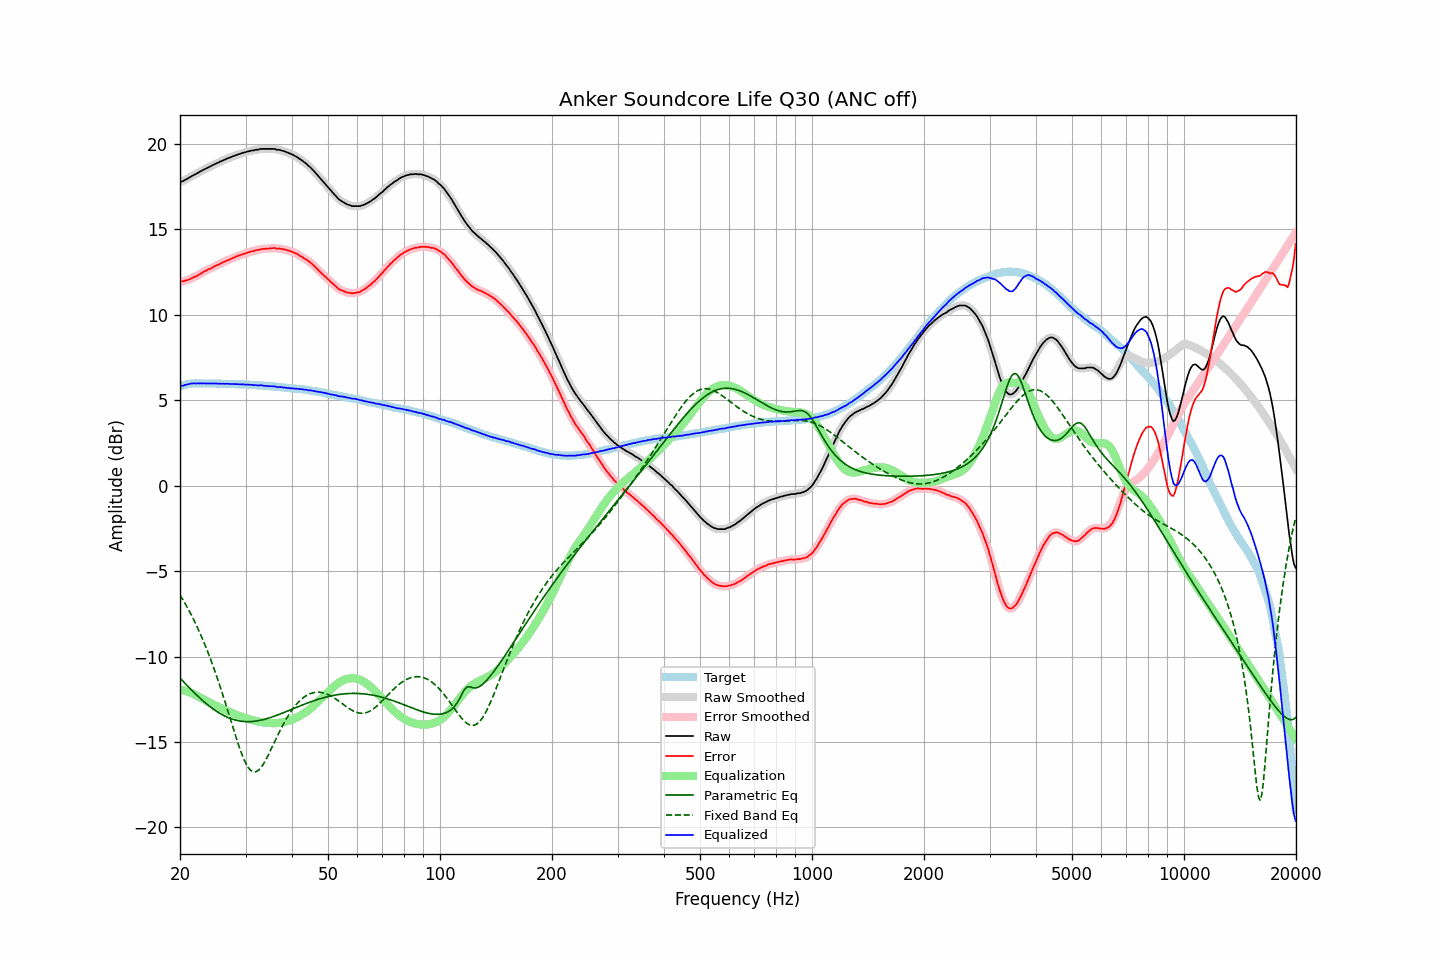 Anker Soundcore Life Q30 (ANC off)
Amplitude (dBr)
20
15
10
5
0
−5
−10
−15
−20
20 50 100 200 500 1000 2000 5000 10000 20000
Frequency (Hz)
Target
Raw Smoothed
Error Smoothed
Raw
Error
Equalization
Parametric Eq
Fixed Band Eq
Equalized